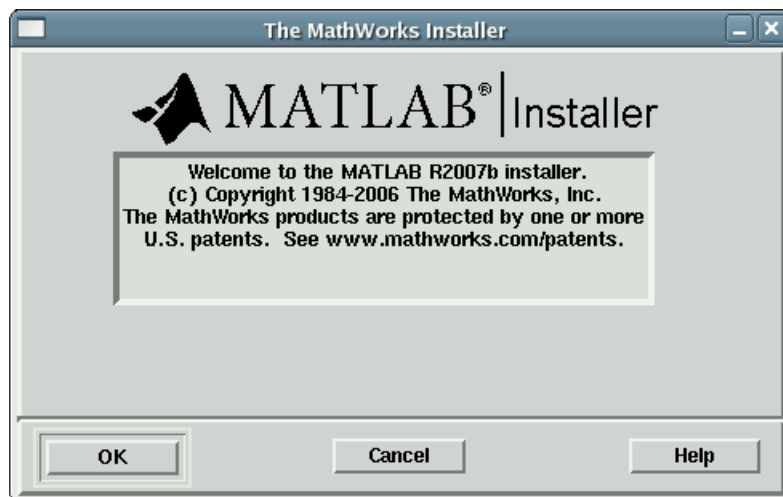 The MathWorks Installer
MATLAB® Installer
Welcome to the MATLAB R2007b installer.
(c) Copyright 1984-2006 The MathWorks, Inc.
The MathWorks products are protected by one or more
U.S. patents. See www.mathworks.com/patents.
OK Cancel Help